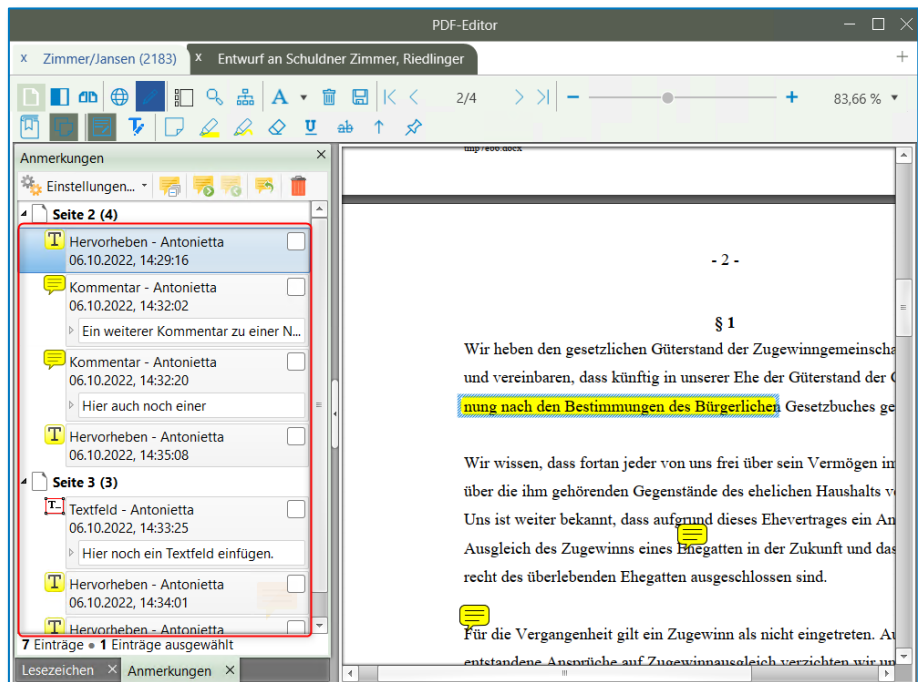 PDF-Editor
x Zimmer/Jansen (2183) x Entwurf an Schuldner Zimmer, Riedlinger
2/4 83,66 %
Anmerkungen
Einstellungen...
Seite 2 (4)
Hervorheben - Antonietta
06.10.2022, 14:29:16
Kommentar - Antonietta
06.10.2022, 14:32:02
Ein weiterer Kommentar zu einer N...
Kommentar - Antonietta
06.10.2022, 14:32:20
Hier auch noch einer
Hervorheben - Antonietta
06.10.2022, 14:35:08
Seite 3 (3)
Textfeld - Antonietta
06.10.2022, 14:33:25
Hier noch ein Textfeld einfügen.
Hervorheben - Antonietta
06.10.2022, 14:34:01
Hervorheben - Antonietta
7 Einträge • 1 Einträge ausgewählt
Lesezeichen x Anmerkungen x
- 2 -
§ 1
Wir heben den gesetzlichen Güterstand der Zugewinngemeinscha
und vereinbaren, dass künftig in unserer Ehe der Güterstand der
nung nach den Bestimmungen des Bürgerlichen Gesetzbuches ge
Wir wissen, dass fortan jeder von uns frei über sein Vermögen
über die ihm gehörenden Gegenstände des ehelichen Haushalts
Uns ist weiter bekannt, dass aufgrund dieses Ehevertrages ein An
Ausgleich des Zugewinns eines Ehegatten in der Zukunft und das
recht des überlebenden Ehegatten ausgeschlossen sind.
Für die Vergangenheit gilt ein Zugewinn als nicht eingetreten.
entstandene Ansprüche auf Zugewinnausgleich verzichten wir